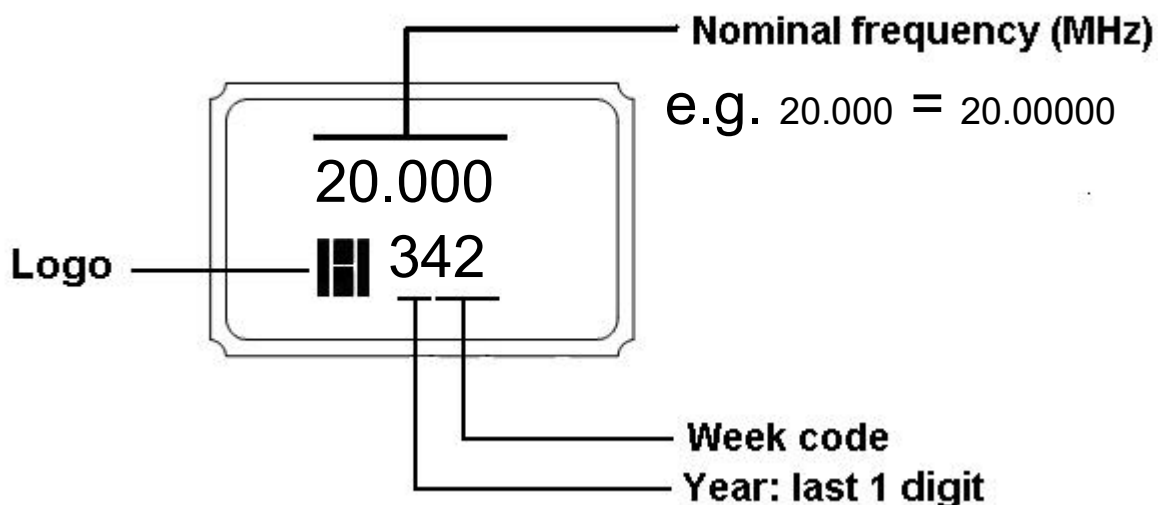 Nominal frequency (MHz)
e.g. 20.000 = 20.00000
20.000
Logo
342
Week code
Year: last 1 digit